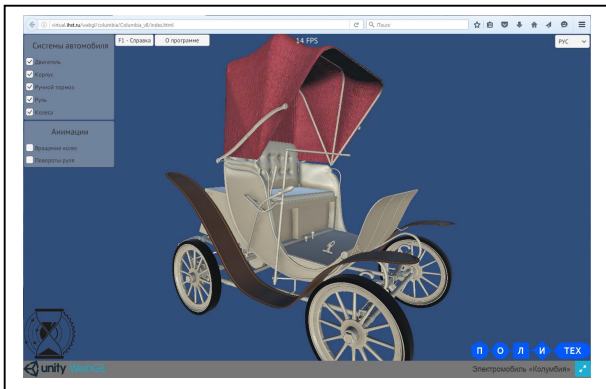 virtual.ihst.ru/webgl/columbia/Columbia_v8/index.html
Поиск
Системы автомобиля
F1 - Справка
О программе
14 FPS
РУС
Двигатель
Корпус
Ручной тормоз
Руль
Колеса
Анимации
Вращение колес
Повороты руля
ПОЛИТЕХ
unity WebGL
Электромобиль «Колумбия»